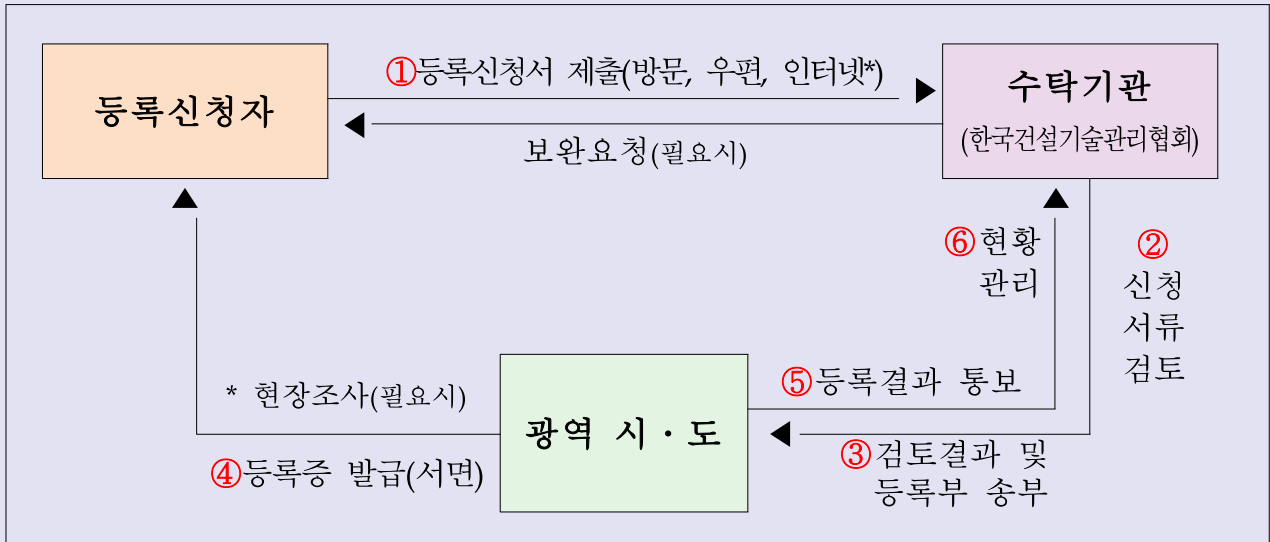 ①등록신청서 제출(방문, 우편, 인터넷*)
등록신청자
수탁기관
(한국건설기술관리협회)
보완요청(필요시)
⑥현황
관리
②
신청
서류
검토
* 현장조사(필요시)
⑤등록결과 통보
광역 시·도
④등록증 발급(서면)
③검토결과 및
등록부 송부